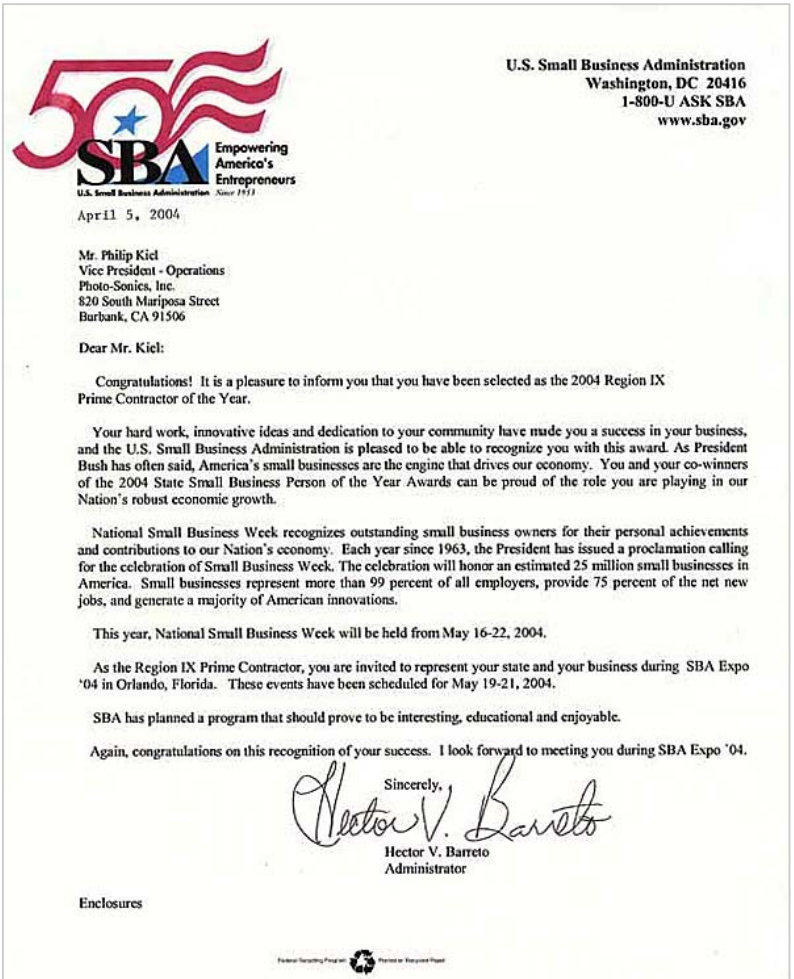 50
SBA
Empowering
America's
Entrepreneurs
U.S. Small Business Administration Since 1953
U.S. Small Business Administration
Washington, DC 20416
1-800-U ASK SBA
www.sba.gov
April 5, 2004
Mr. Philip Kiel
Vice President - Operations
Photo-Sonics, Inc.
820 South Mariposa Street
Burbank, CA 91506
Dear Mr. Kiel:
Congratulations! It is a pleasure to inform you that you have been selected as the 2004 Region IX
Prime Contractor of the Year.
Your hard work, innovative ideas and dedication to your community have made you a success in your business,
and the U.S. Small Business Administration is pleased to be able to recognize you with this award. As President
Bush has often said, America's small businesses are the engine that drives our economy. You and your co-winners
of the 2004 State Small Business Person of the Year Awards can be proud of the role you are playing in our
Nation's robust economic growth.
National Small Business Week recognizes outstanding small business owners for their personal achievements
and contributions to our Nation's economy. Each year since 1963, the President has issued a proclamation calling
for the celebration of Small Business Week. The celebration will honor an estimated 25 million small businesses in
America. Small businesses represent more than 99 percent of all employers, provide 75 percent of the net new
jobs, and generate a majority of American innovations.
This year, National Small Business Week will be held from May 16-22, 2004.
As the Region IX Prime Contractor, you are invited to represent your state and your business during SBA Expo
'04 in Orlando, Florida. These events have been scheduled for May 19-21, 2004.
SBA has planned a program that should prove to be interesting, educational and enjoyable.
Again, congratulations on this recognition of your success. I look forward to meeting you during SBA Expo '04.
Sincerely,
Hector V. Barreto
Hector V. Barreto
Administrator
Enclosures
Federal Recycling Program Printed on Recycled Paper